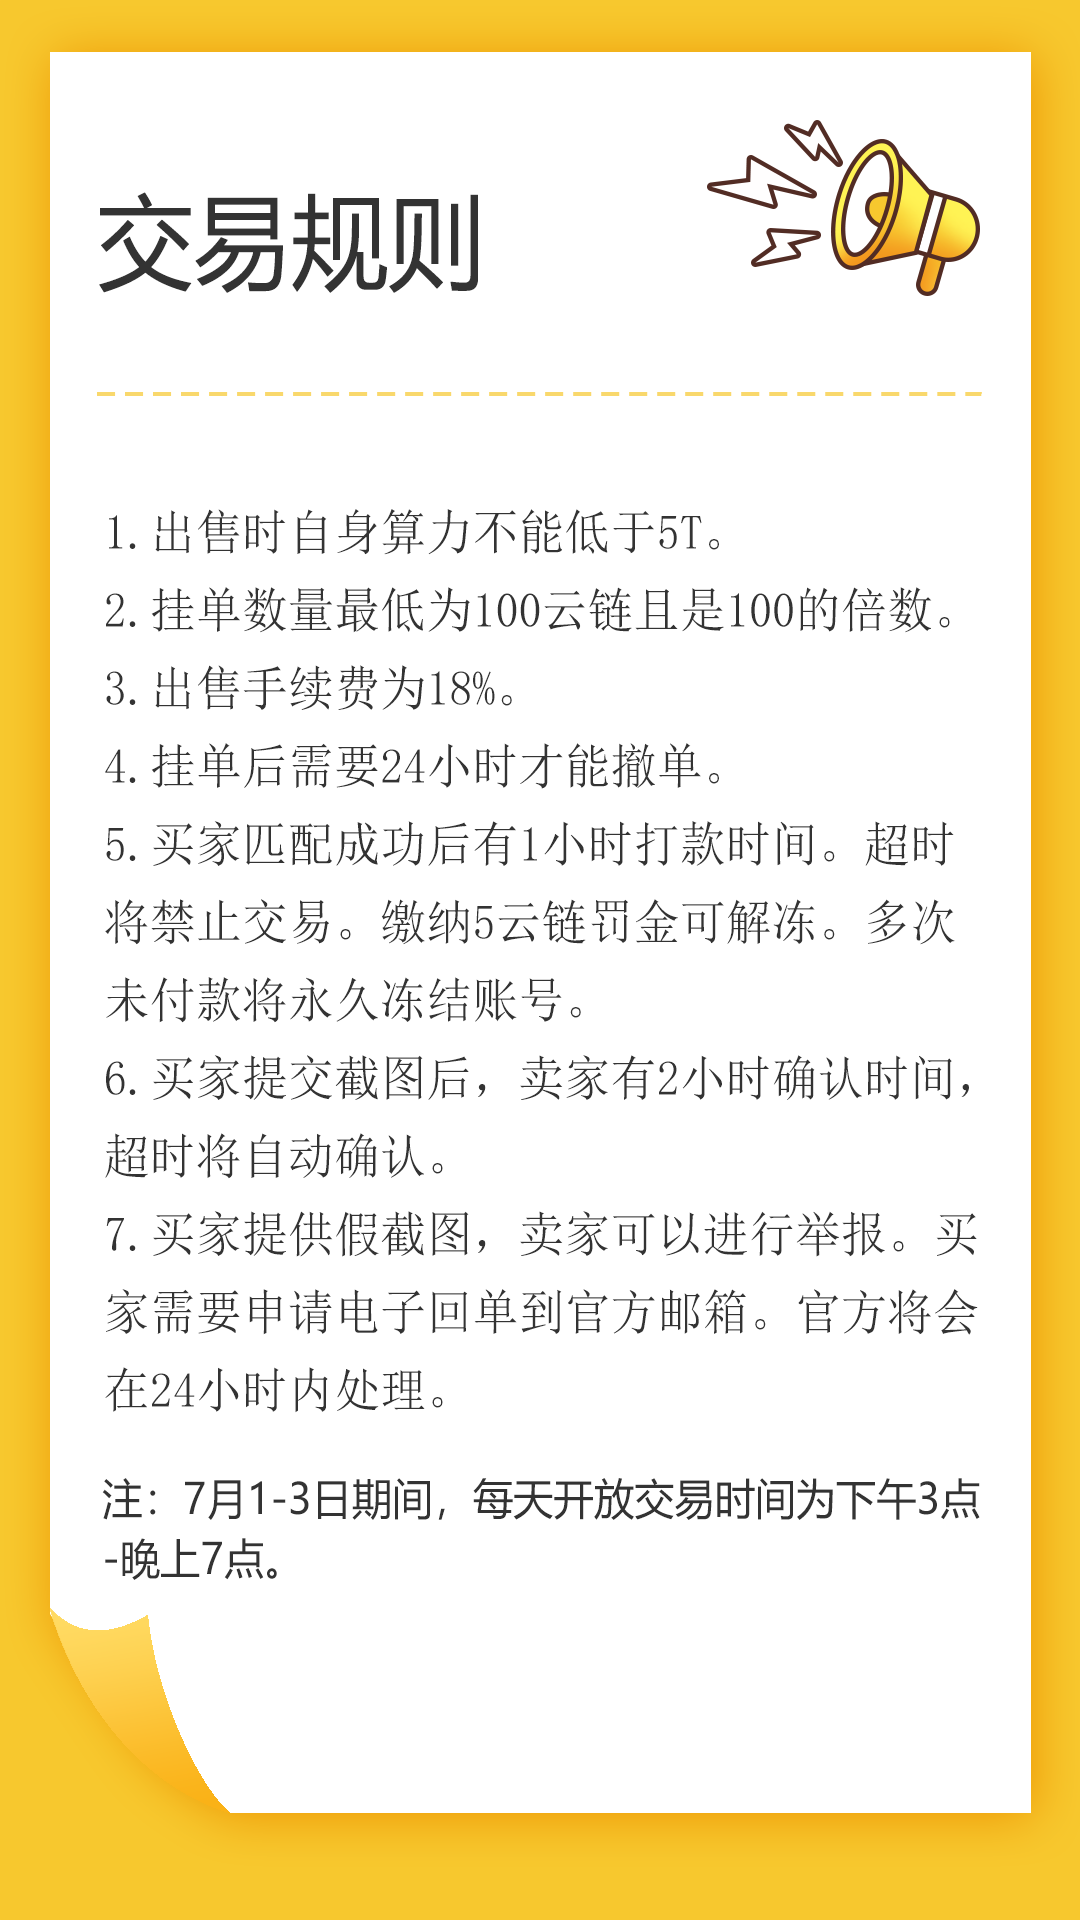 交易规则
1.出售时自身算力不能低于5T。
2.挂单数量最低为100云链且是100的倍数。
3.出售手续费为18%。
4.挂单后需要24小时才能撤单。
5.买家匹配成功后有1小时打款时间。超时
将禁止交易。缴纳5云链罚金可解冻。多次
未付款将永久冻结账号。
6.买家提交截图后，卖家有2小时确认时间，
超时将自动确认。
7.买家提供假截图，卖家可以进行举报。买
家需要申请电子回单到官方邮箱。官方将会
在24小时内处理。
注：7月1-3日期间，每天开放交易时间为下午3点
-晚上7点。